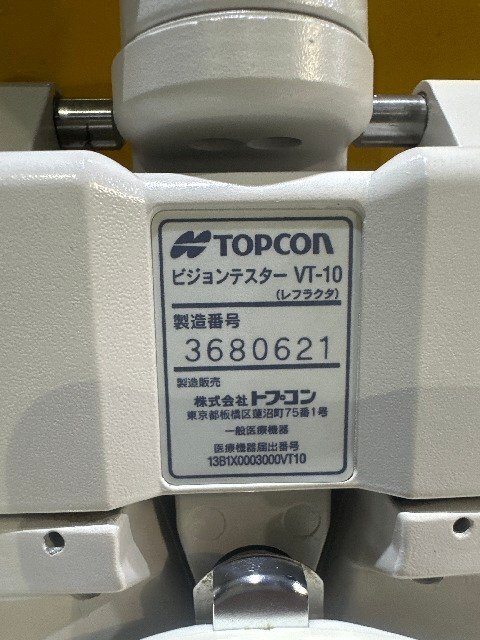 TOPCON
ビジョンテスター VT-10
(レフラクタ)
製造番号
3680621
製造販売
株式会社 トプコン
東京都板橋区蓮沼町75番1号
一般医療機器
医療機器届出番号
13B1X0003000VT10